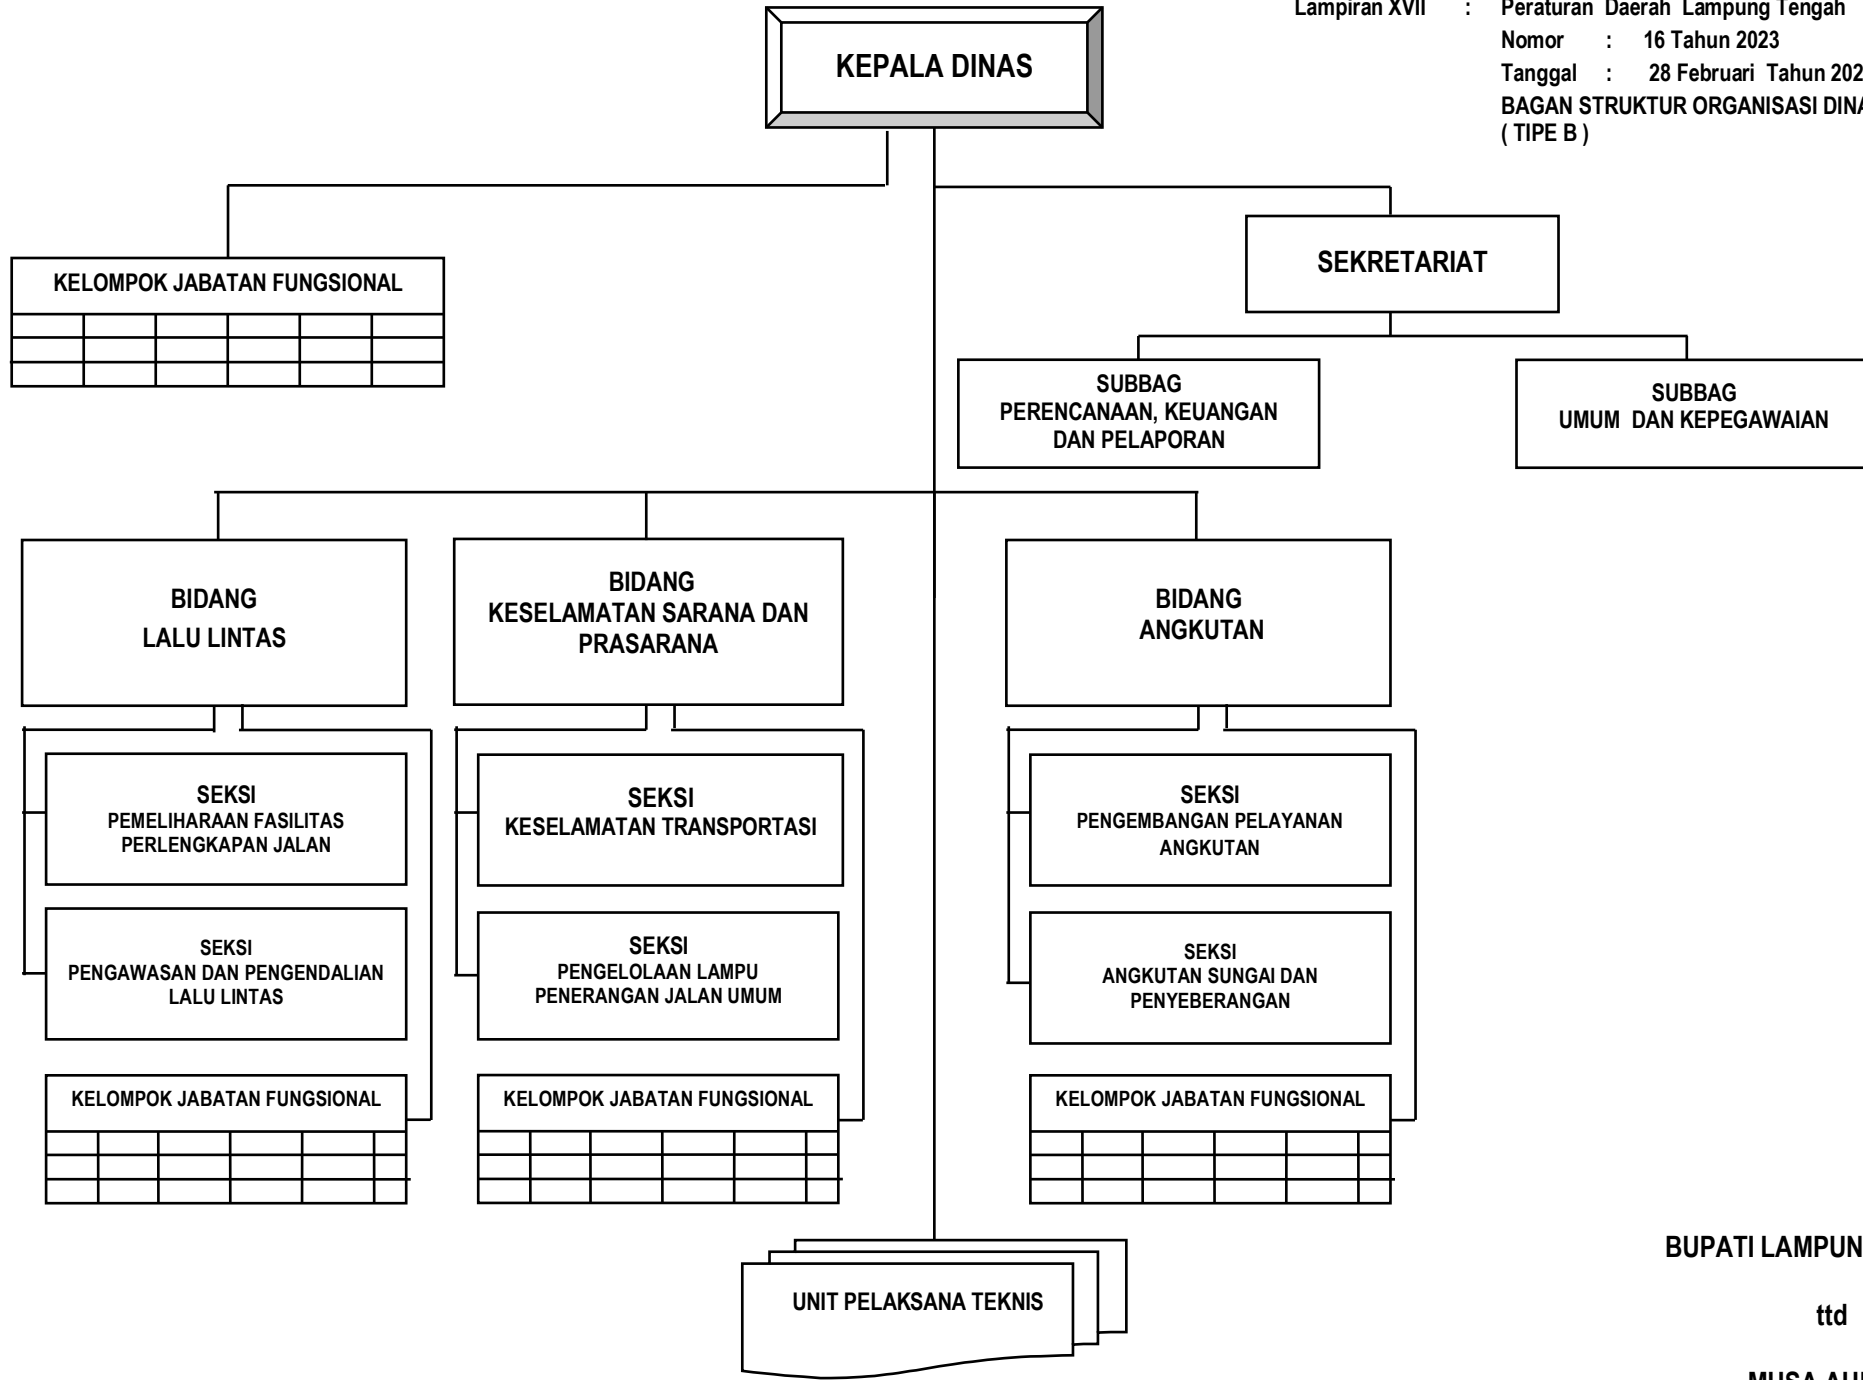 Lampiran XVII : Peraturan Daerah Lampung Tengah
Nomor : 16 Tahun 2023
Tanggal : 28 Februari Tahun
BAGAN STRUKTUR ORGANISASI
( TIPE B )
KEPALA DINAS
SEKRETARIAT
KELOMPOK JABATAN FUNGSIONAL
SUBBAG
PERENCANAAN, KEUANGAN
DAN PELAPORAN
SUBBAG
UMUM DAN KEPEGAWAIAN
BIDANG
LALU LINTAS
BIDANG
KESELAMATAN SARANA DAN
PRASARANA
BIDANG
ANGKUTAN
SEKSI
PEMELIHARAAN FASILITAS
PERLENGKAPAN JALAN
SEKSI
KESELAMATAN TRANSPORTASI
SEKSI
PENGEMBANGAN PELAYANAN
ANGKUTAN
SEKSI
PENGAWASAN DAN PENGENDALIAN
LALU LINTAS
SEKSI
PENGELOLAAN LAMPU
PENERANGAN JALAN UMUM
SEKSI
ANGKUTAN SUNGAI DAN
PENYEBERANGAN
KELOMPOK JABATAN FUNGSIONAL
KELOMPOK JABATAN FUNGSIONAL
KELOMPOK JABATAN FUNGSIONAL
UNIT PELAKSANA TEKNIS
BUPATI
ttd
MUSA